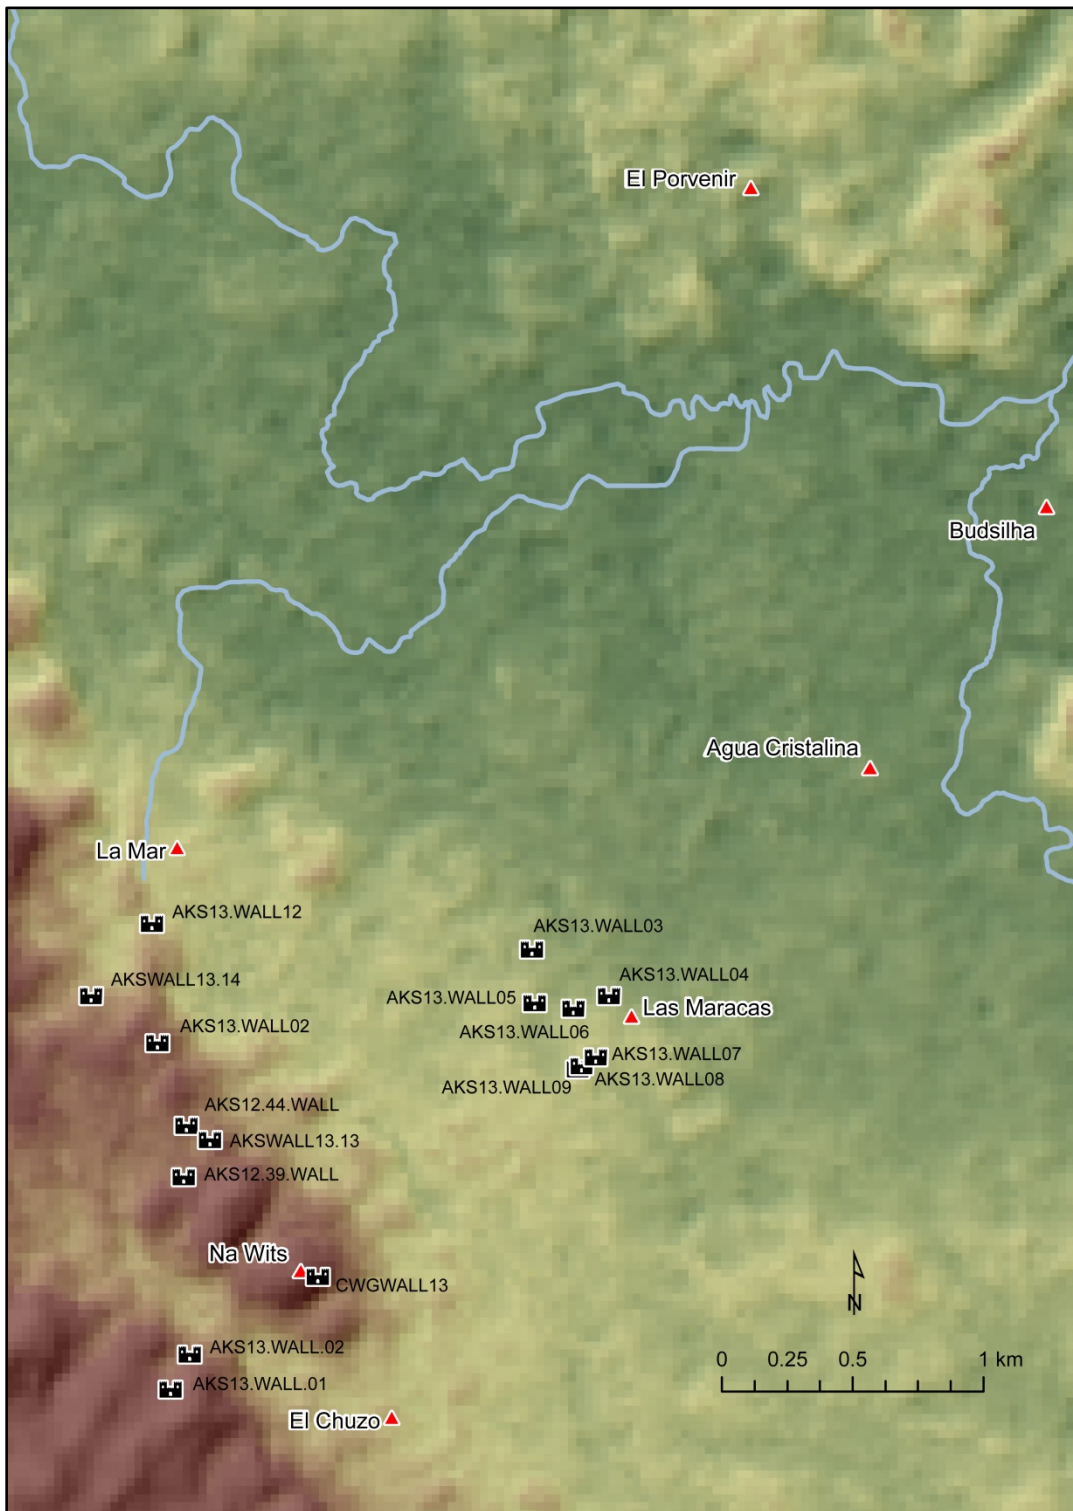 El Porvenir
Budsilha
Agua Cristalina
La Mar
AKS13.WALL12
AKS13.WALL03
AKSWALL13.14
AKS13.WALL04
AKS13.WALL05
Las Maracas
AKS13.WALL02
AKS13.WALL06
AKS13.WALL07
AKS13.WALL08
AKS13.WALL09
AKS12.44.WALL
AKSWALL13.13
AKS12.39.WALL
Na Wits
CWGWALL13
N
AKS13.WALL.02
0 0.25 0.5 1 km
AKS13.WALL.01
El Chuzo